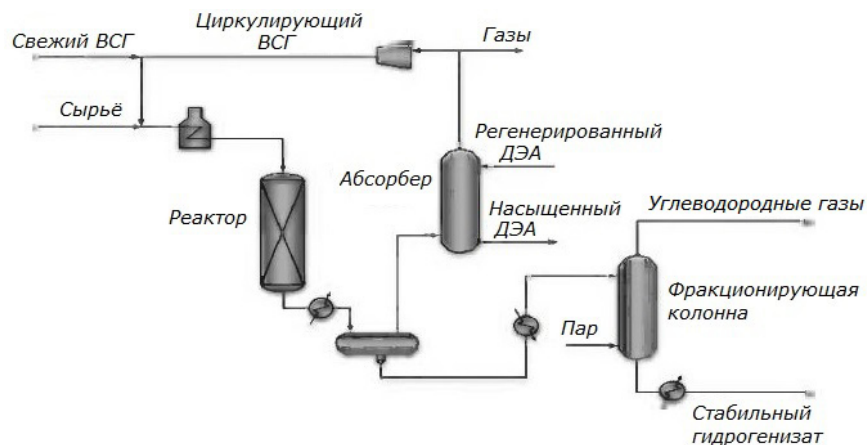 Циркулирующий
ВСГ
Свежий ВСГ
Газы
Сырьё
Регенерированный
ДЭА
Абсорбер
Реактор
Насыщенный
ДЭА
Углеводородные газы
Фракционирующая
колонна
Пар
Стабильный
гидрогенизат